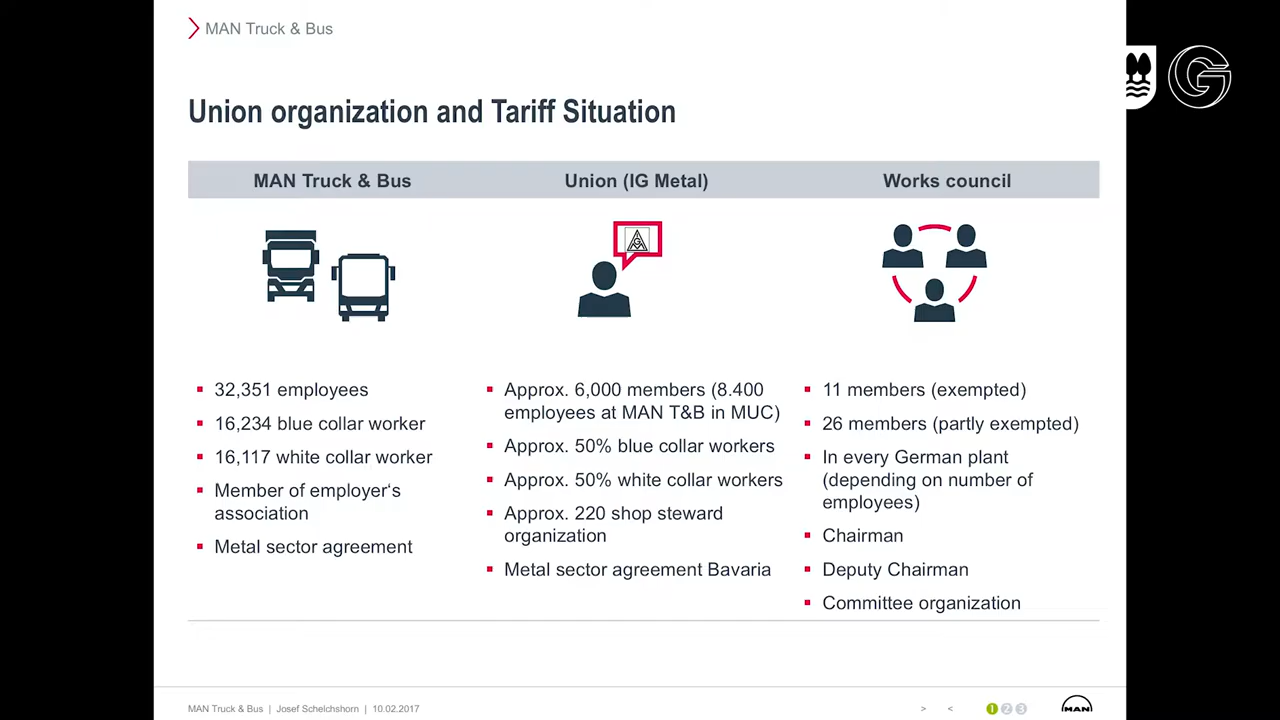 MAN Truck & Bus
Union organization and Tariff Situation
MAN Truck & Bus
Union (IG Metal)
Works council
32,351 employees
16,234 blue collar worker
16,117 white collar worker
Member of employer‘s
association
Metal sector agreement
Approx. 6,000 members (8.400
employees at MAN T&B in MUC)
Approx. 50% blue collar workers
Approx. 50% white collar workers
Approx. 220 shop steward
organization
Metal sector agreement Bavaria
11 members (exempted)
26 members (partly exempted)
In every German plant
(depending on number of
employees)
Chairman
Deputy Chairman
Committee organization
MAN Truck & Bus | Josef Schelchshorn | 10.02.2017
> <
1 2 3
MAN
G